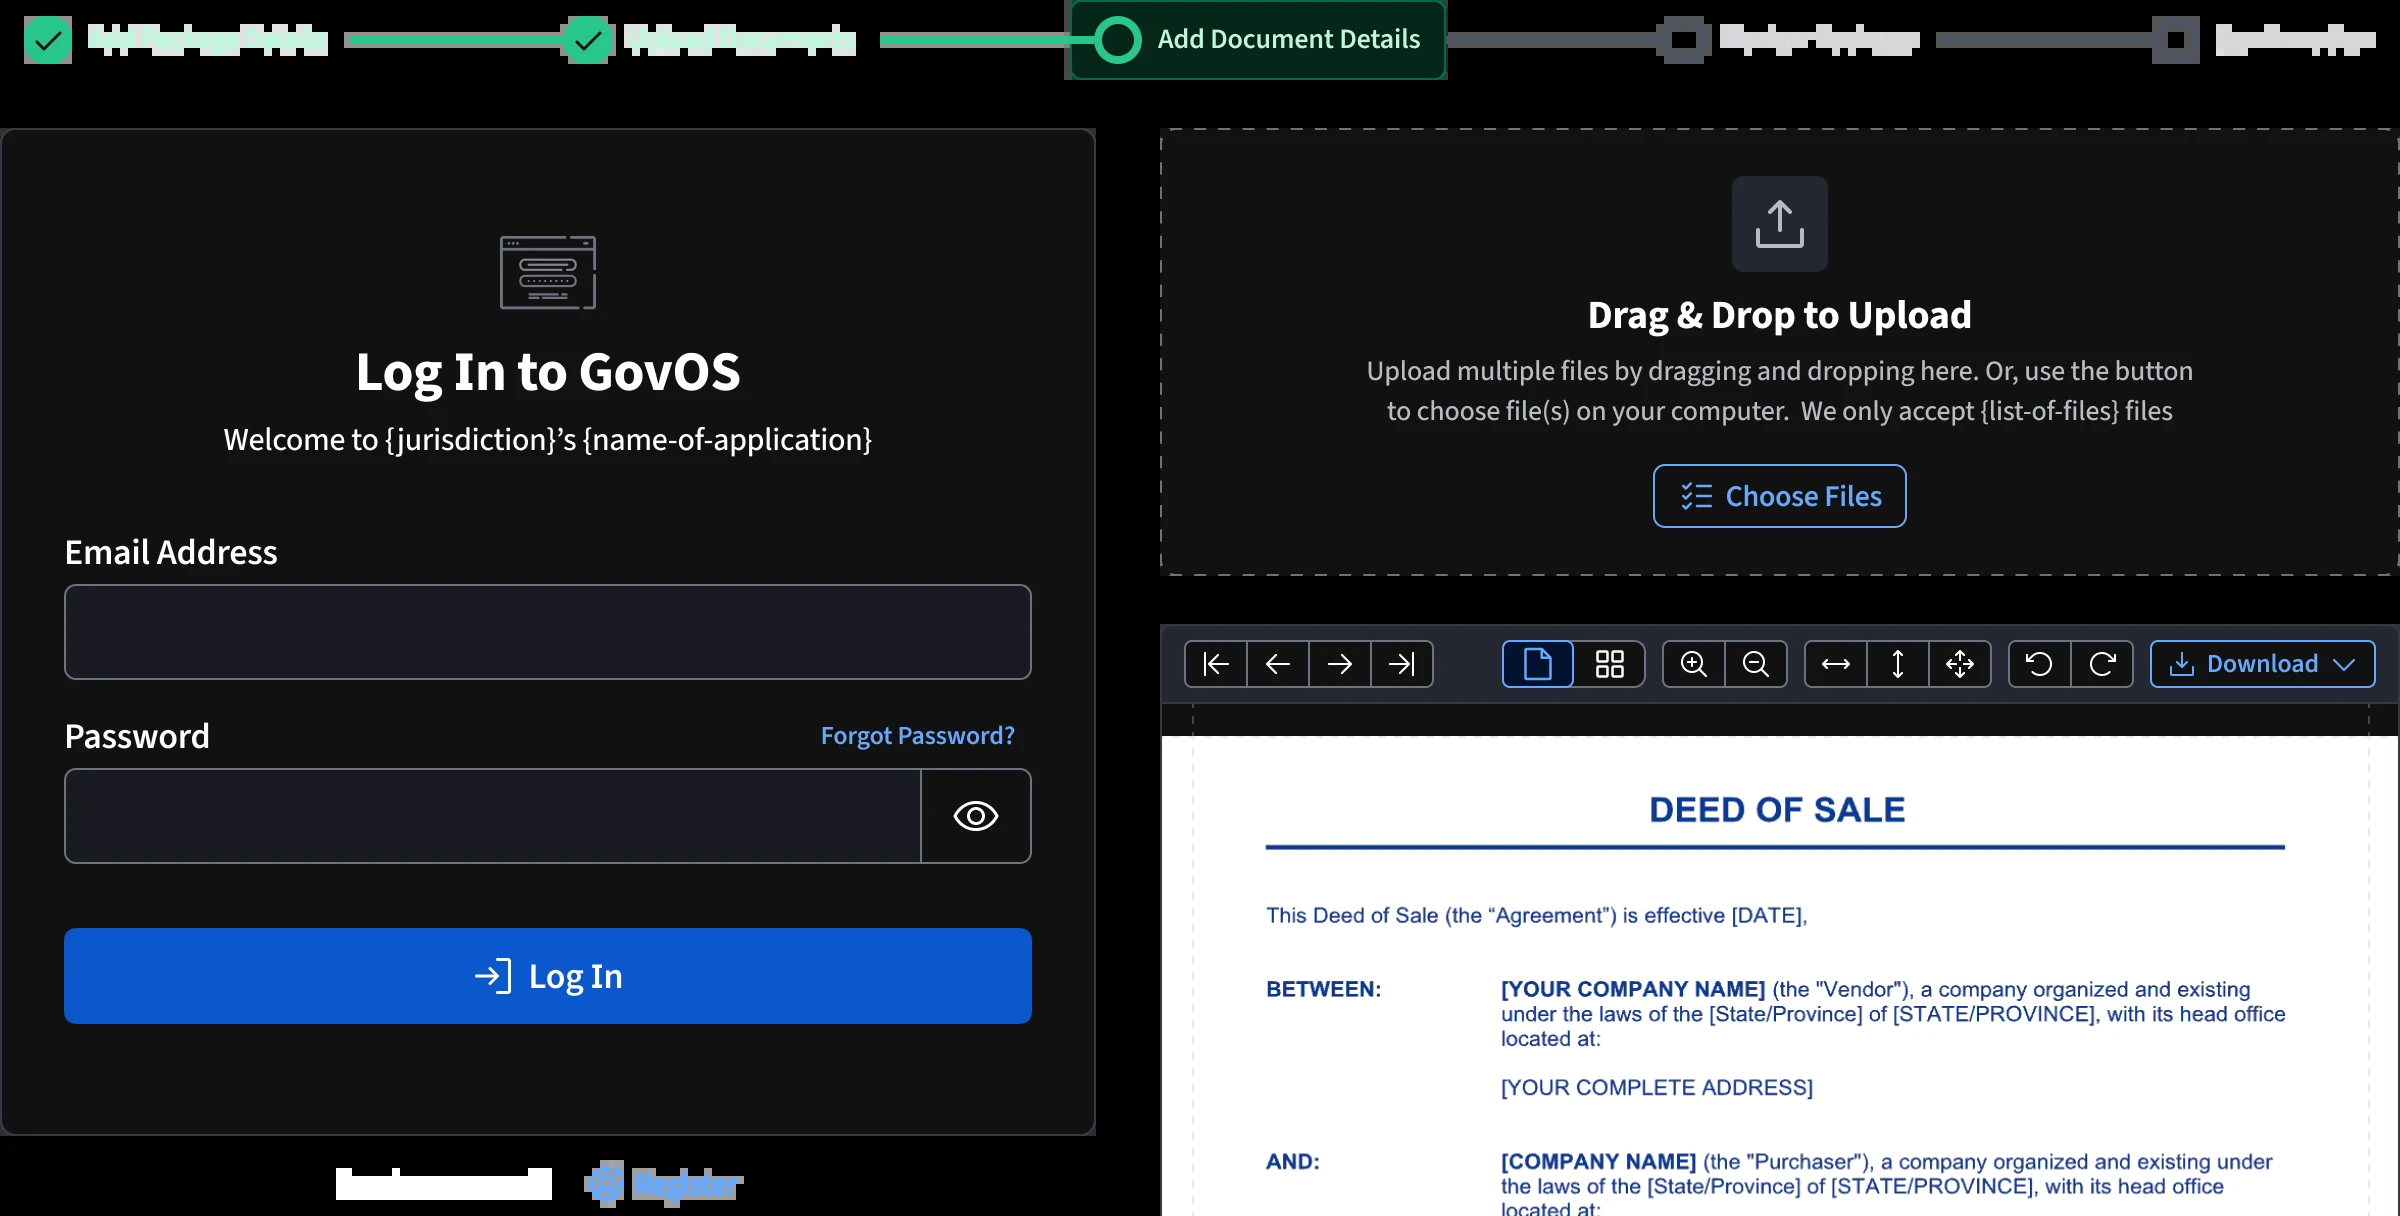 Add Package Details
Upload Documents
Add Document Details
Log In to GovOS
Welcome to {jurisdiction}’s {name-of-application}
Email Address
Password
Forgot Password?
Log In
Register
Drag & Drop to Upload
Upload multiple files by dragging and dropping here. Or, use the button
to choose file(s) on your computer.  We only accept {list-of-files} files
Choose Files
Download
DEED OF SALE
This Deed of Sale (the “Agreement”) is effective [DATE],
BETWEEN:
[YOUR COMPANY NAME] (the "Vendor"), a company organized and existing
under the laws of the [State/Province] of [STATE/PROVINCE], with its head office
located at:
[YOUR COMPLETE ADDRESS]
AND:
[COMPANY NAME] (the "Purchaser"), a company organized and existing under
the laws of the [State/Province] of [STATE/PROVINCE], with its head office
located at: